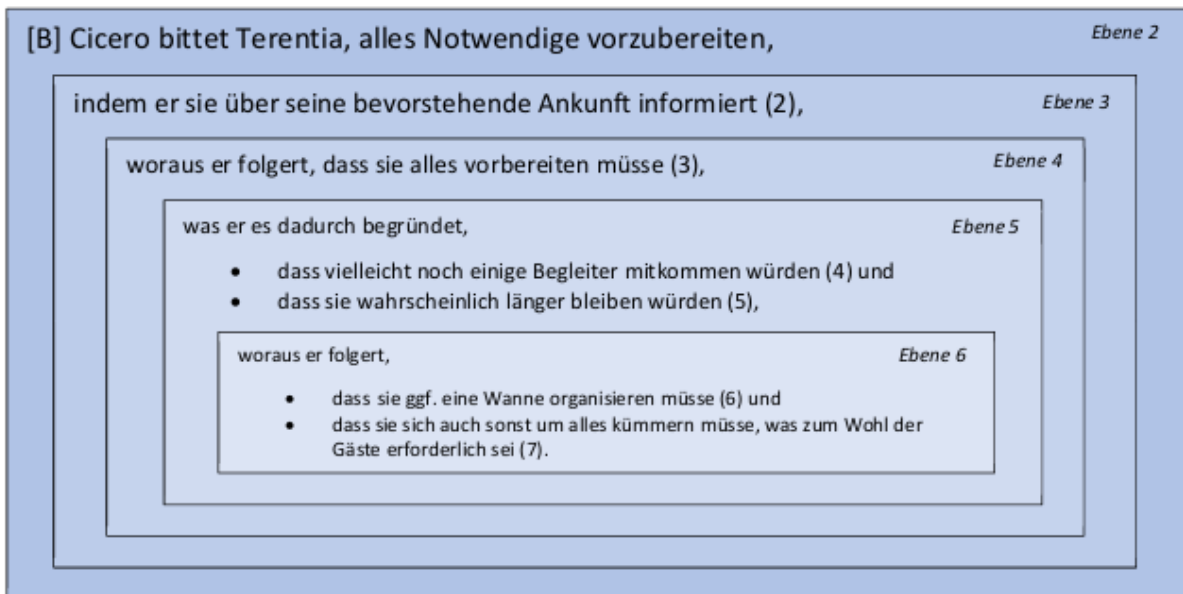 [B] Cicero bittet Terentia, alles Notwendige vorzubereiten,
Ebene 2
indem er sie über seine bevorstehende Ankunft informiert (2),
Ebene 3
woraus er folgert, dass sie alles vorbereiten müsse (3),
Ebene 4
was er es dadurch begründet,
Ebene 5
• dass vielleicht noch einige Begleiter mitkommen würden (4) und
• dass sie wahrscheinlich länger bleiben würden (5),
woraus er folgert,
Ebene 6
• dass sie ggf. eine Wanne organisieren müsse (6) und
• dass sie sich auch sonst um alles kümmern müsse, was zum Wohl der
Gäste erforderlich sei (7).